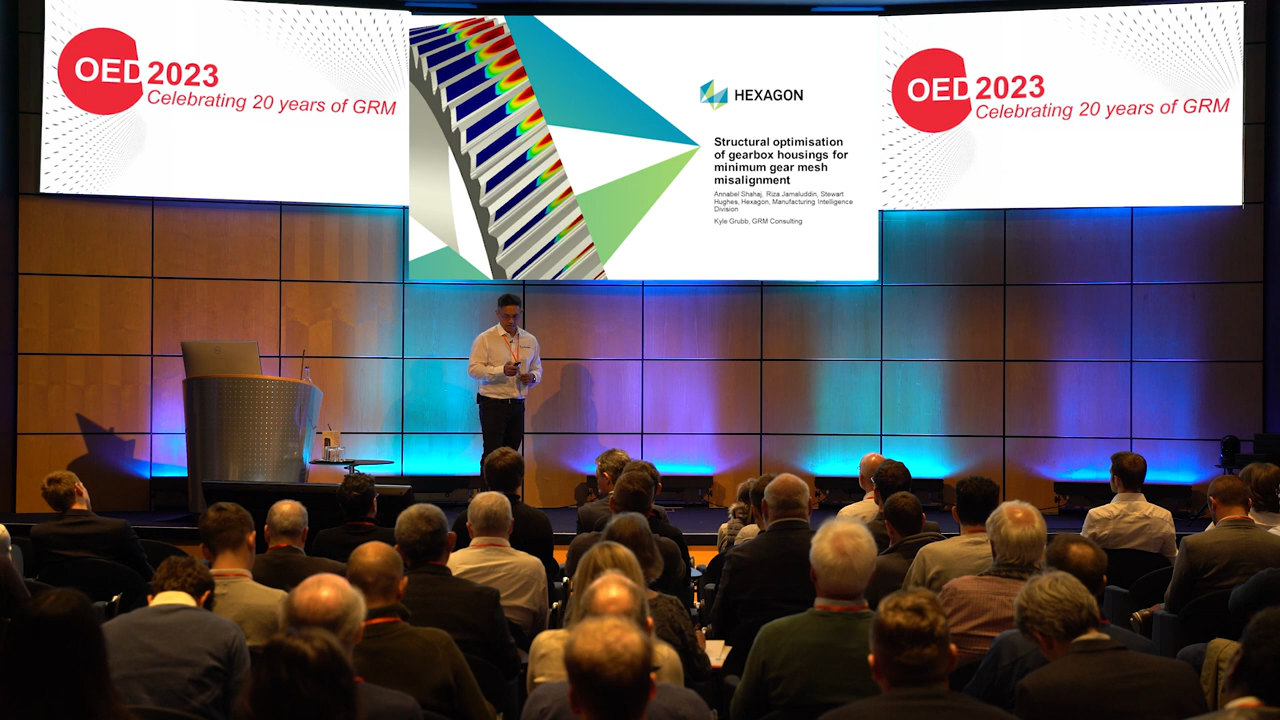 OED 2023
Celebrating 20 years of GRM
HEXAGON
Structural optimisation
of gearbox housings for
minimum gear mesh
misalignment
Annabel Shahaj, Riza Jamaluddin, Stewart
Hughes, Hexagon, Manufacturing Intelligence
Division
Kyle Grubb, GRM Consulting
OED 2023
Celebrating 20 years of GRM